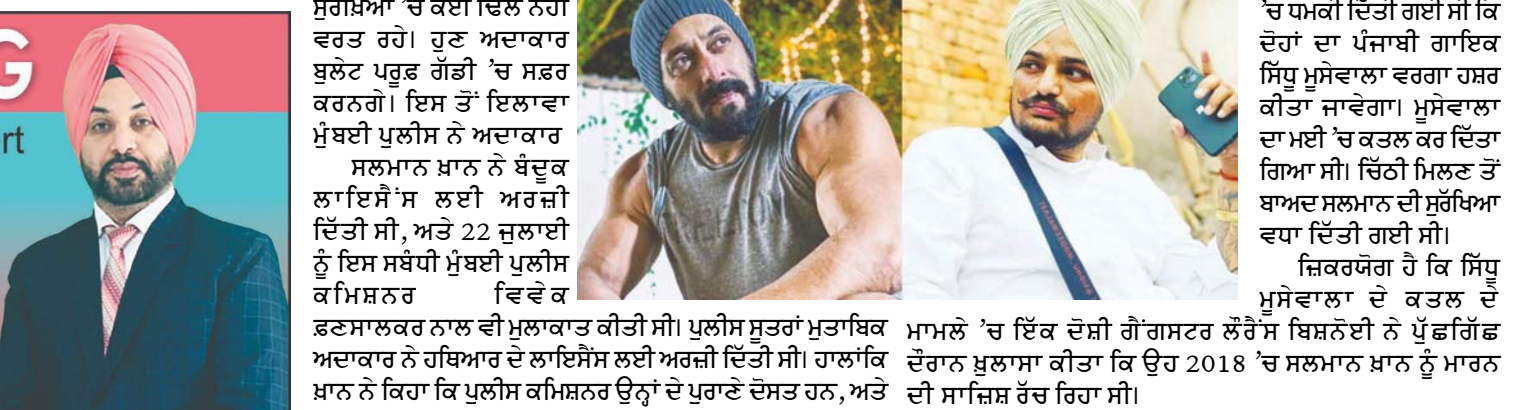 G
rt
ਸੁਰੱਖਿਆ ’ਚ ਕੋਈ ਢਿੱਲ ਨਹੀਂ
ਵਰਤ ਰਹੇ। ਹੁਣ ਅਦਾਕਾਰ
ਬੁਲੇਟ ਪਰੂਫ਼ ਗੱਡੀ ’ਚ ਸਫ਼ਰ
ਕਰਨਗੇ। ਇਸ ਤੋਂ ਇਲਾਵਾ
ਮੁੰਬਈ ਪੁਲੀਸ ਨੇ ਅਦਾਕਾਰ
ਸਲਮਾਨ ਖ਼ਾਨ ਨੇ ਬੰਦੂਕ
ਲਾਇਸੈਂਸ ਲਈ ਅਰਜ਼ੀ
ਦਿੱਤੀ ਸੀ, ਅਤੇ 22 ਜੁਲਾਈ
ਨੂੰ ਇਸ ਸਬੰਧੀ ਮੁੰਬਈ ਪੁਲੀਸ
ਕਮਿਸ਼ਨਰ ਵਿਵੇਕ
ਫ਼ਣਸਾਲਕਰ ਨਾਲ ਵੀ ਮੁਲਾਕਾਤ ਕੀਤੀ ਸੀ। ਪੁਲੀਸ ਸੂਤਰਾਂ ਮੁਤਾਬਿਕ
ਅਦਾਕਾਰ ਨੇ ਹਥਿਆਰ ਦੇ ਲਾਇਸੈਂਸ ਲਈ ਅਰਜ਼ੀ ਦਿੱਤੀ ਸੀ। ਹਾਲਾਂਕਿ
ਖ਼ਾਨ ਨੇ ਕਿਹਾ ਕਿ ਪੁਲੀਸ ਕਮਿਸ਼ਨਰ ਉਨ੍ਹਾਂ ਦੇ ਪੁਰਾਣੇ ਦੋਸਤ ਹਨ, ਅਤੇ
’ਚ ਧਮਕੀ ਦਿੱਤੀ ਗਈ ਸੀ ਕਿ
ਦੋਹਾਂ ਦਾ ਪੰਜਾਬੀ ਗਾਇਕ
ਸਿੱਧੂ ਮੂਸੇਵਾਲਾ ਵਰਗਾ ਹਸ਼ਰ
ਕੀਤਾ ਜਾਵੇਗਾ। ਮੂਸੇਵਾਲਾ
ਦਾ ਮਈ ’ਚ ਕਤਲ ਕਰ ਦਿੱਤਾ
ਗਿਆ ਸੀ। ਚਿੱਠੀ ਮਿਲਣ ਤੋਂ
ਬਾਅਦ ਸਲਮਾਨ ਦੀ ਸੁਰੱਖਿਆ
ਵਧਾ ਦਿੱਤੀ ਗਈ ਸੀ।
ਜ਼ਿਕਰਯੋਗ ਹੈ ਕਿ ਸਿੱਧੂ
ਮੂਸੇਵਾਲਾ ਦੇ ਕਤਲ ਦੇ
ਮਾਮਲੇ ’ਚ ਇੱਕ ਦੋਸ਼ੀ ਗੈਂਗਸਟਰ ਲੌਰੈਂਸ ਬਿਸ਼ਨੋਈ ਨੇ ਪੁੱਛਗਿੱਛ
ਦੌਰਾਨ ਖ਼ੁਲਾਸਾ ਕੀਤਾ ਕਿ ਉਹ 2018 ’ਚ ਸਲਮਾਨ ਖ਼ਾਨ ਨੂੰ ਮਾਰਨ
ਦੀ ਸਾਜ਼ਿਸ਼ ਰੱਚ ਰਿਹਾ ਸੀ।